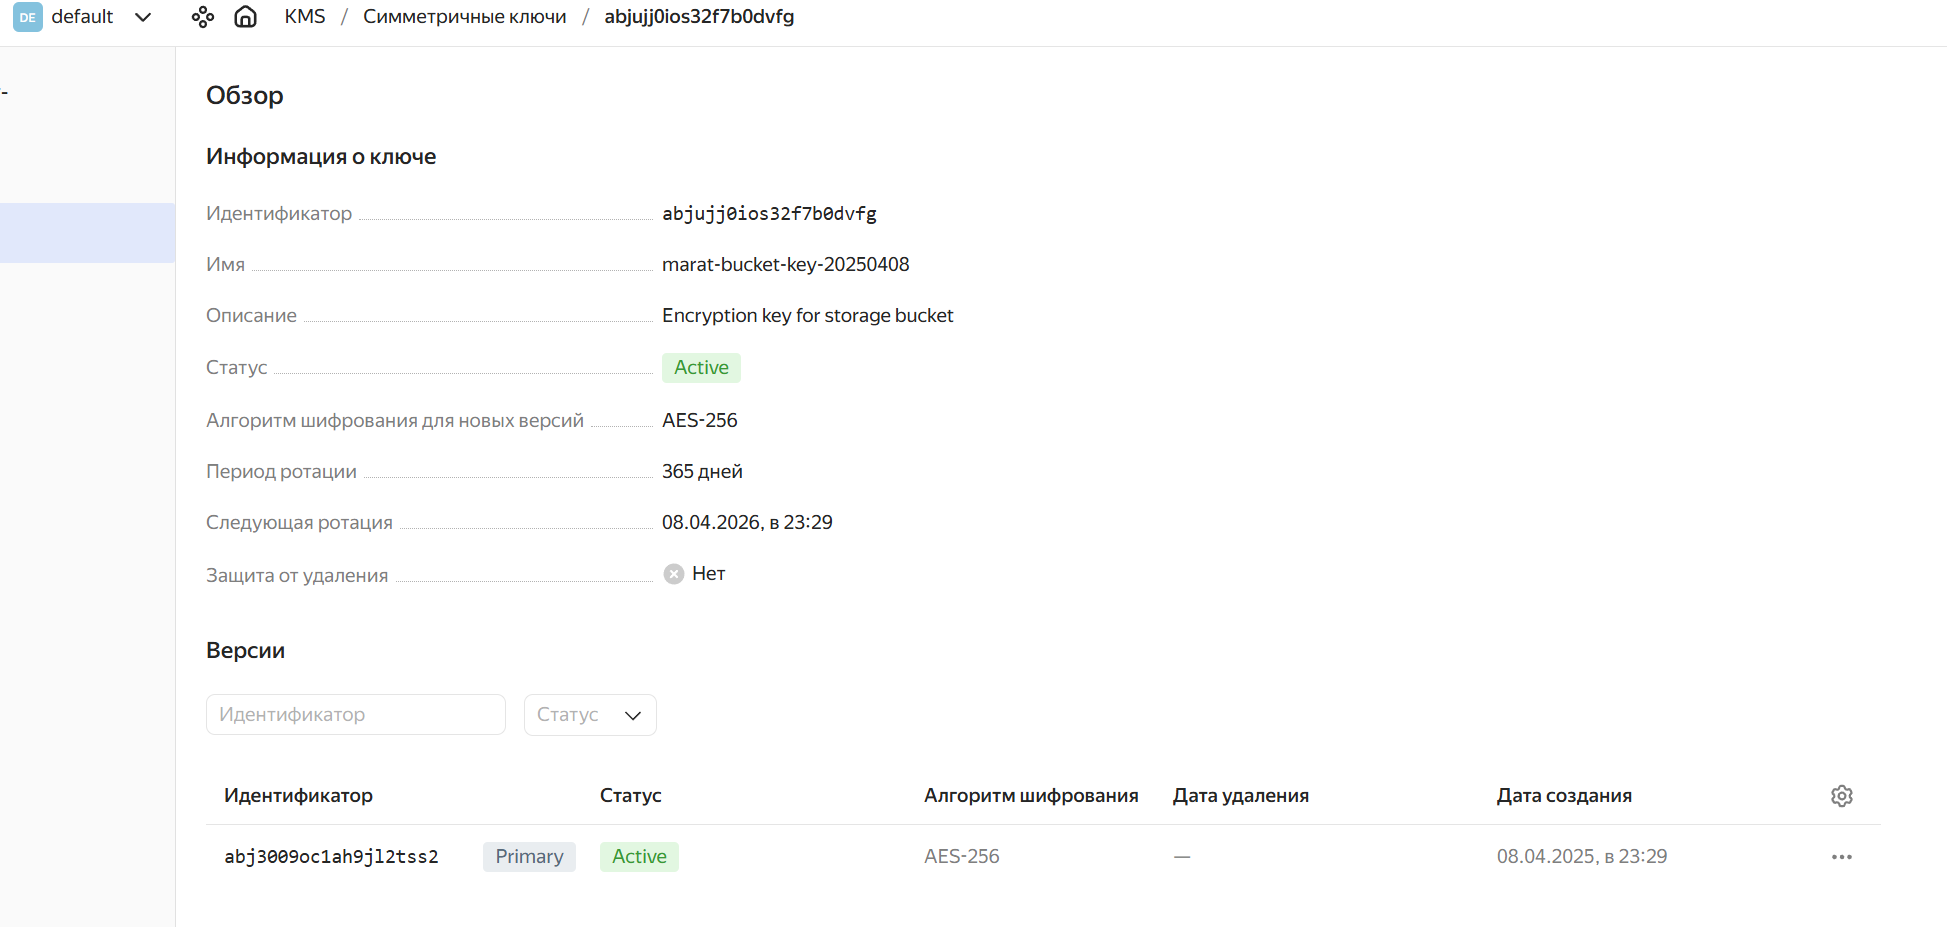 DE default KMS / Симметричные ключи / abjujj0ios32f7b0dvfg
-
Обзор
Информация о ключе
Идентификатор abjujj0ios32f7b0dvfg
Имя marat-bucket-key-20250408
Описание Encryption key for storage bucket
Статус Active
Алгоритм шифрования для новых версий AES-256
Период ротации 365 дней
Следующая ротация 08.04.2026, в 23:29
Защита от удаления Нет
Версии
Идентификатор Статус
Идентификатор Статус Алгоритм шифрования Дата удаления Дата создания
abj3009oc1ah9jl2tss2 Primary Active AES-256 — 08.04.2025, в 23:29